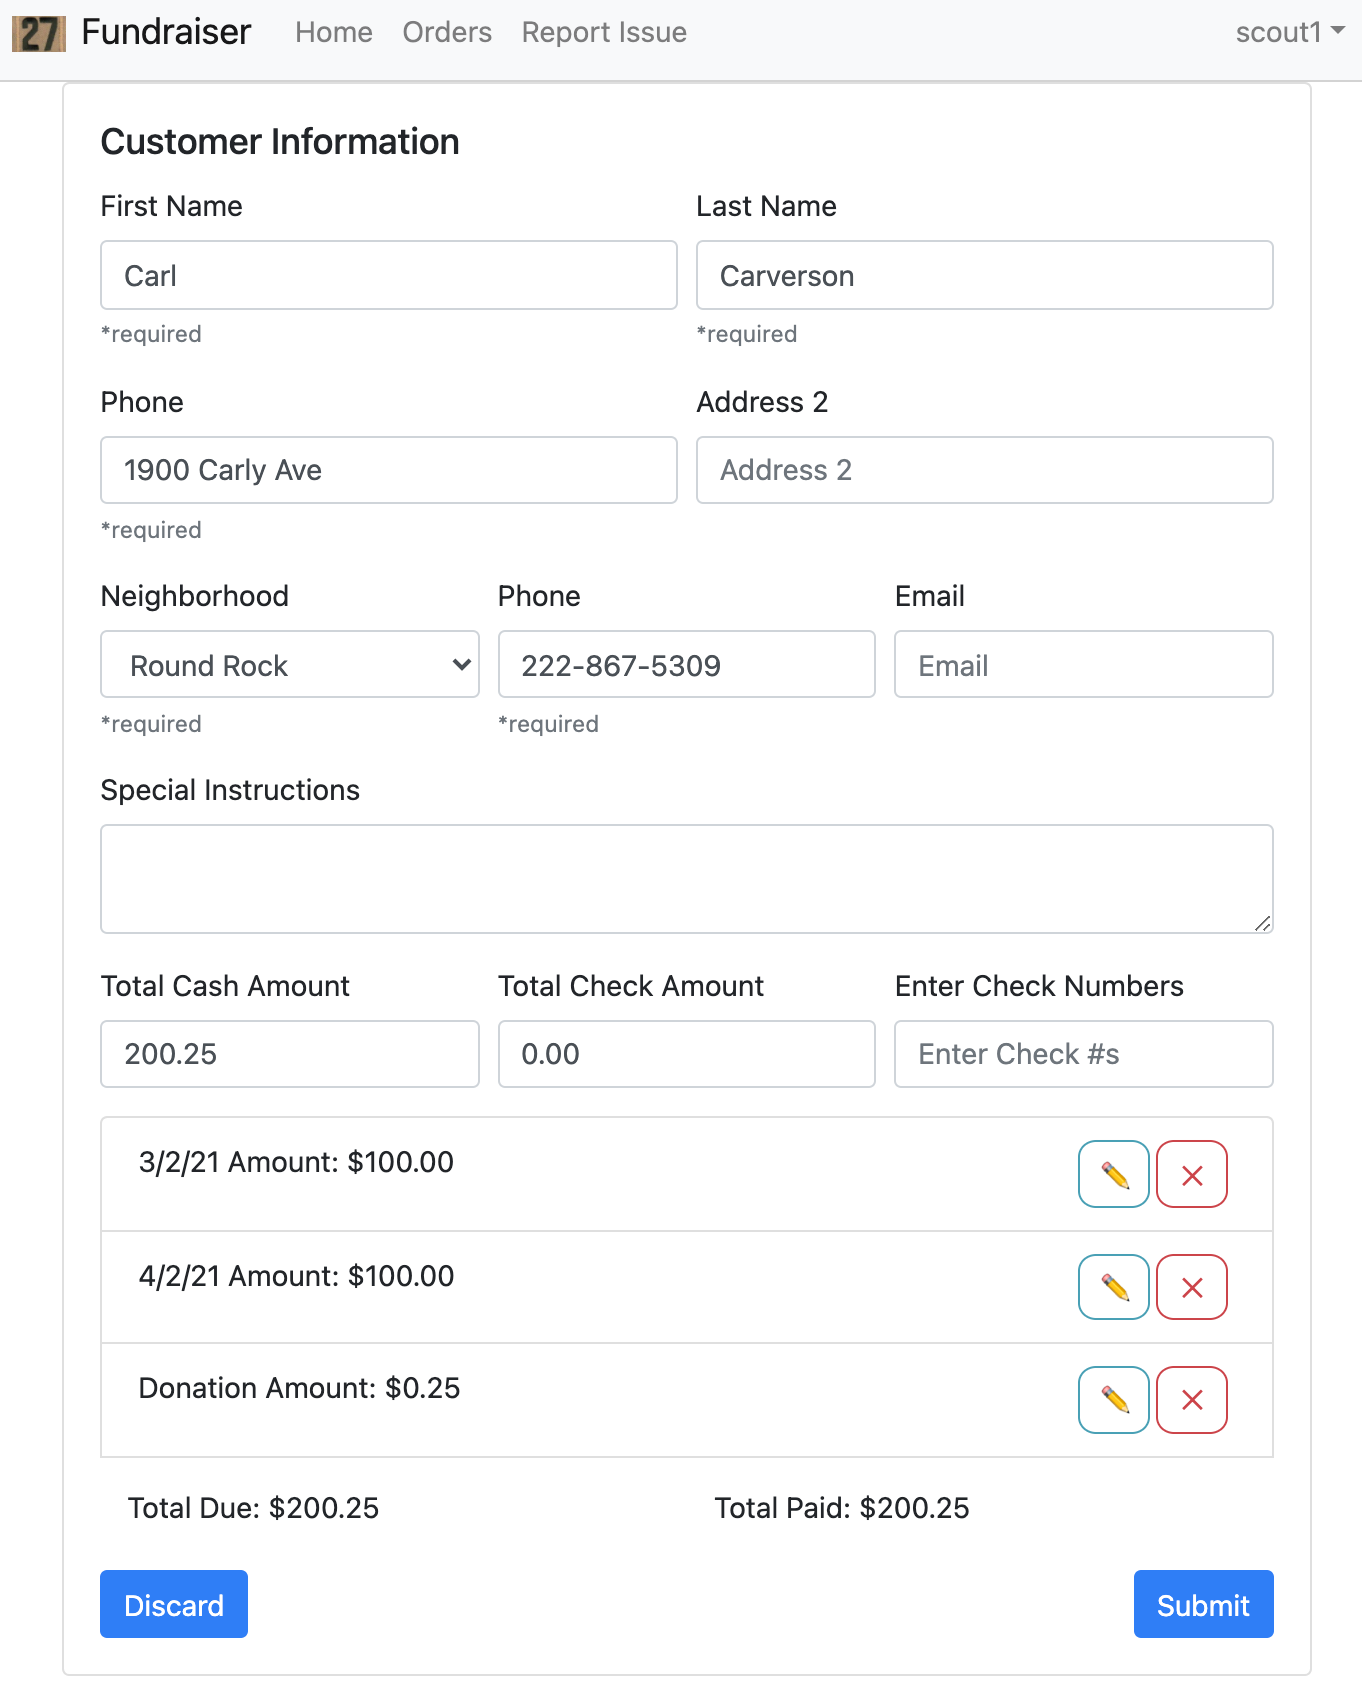 27 Fundraiser Home Orders Report Issue scout1
Customer Information
First Name Last Name
Carl Carverson
*required *required
Phone Address 2
1900 Carly Ave Address 2
*required
Neighborhood Phone Email
Round Rock 222-867-5309 Email
*required *required
Special Instructions
Total Cash Amount Total Check Amount Enter Check Numbers
200.25 0.00 Enter Check #s
3/2/21 Amount: $100.00
4/2/21 Amount: $100.00
Donation Amount: $0.25
Total Due: $200.25 Total Paid: $200.25
Discard Submit